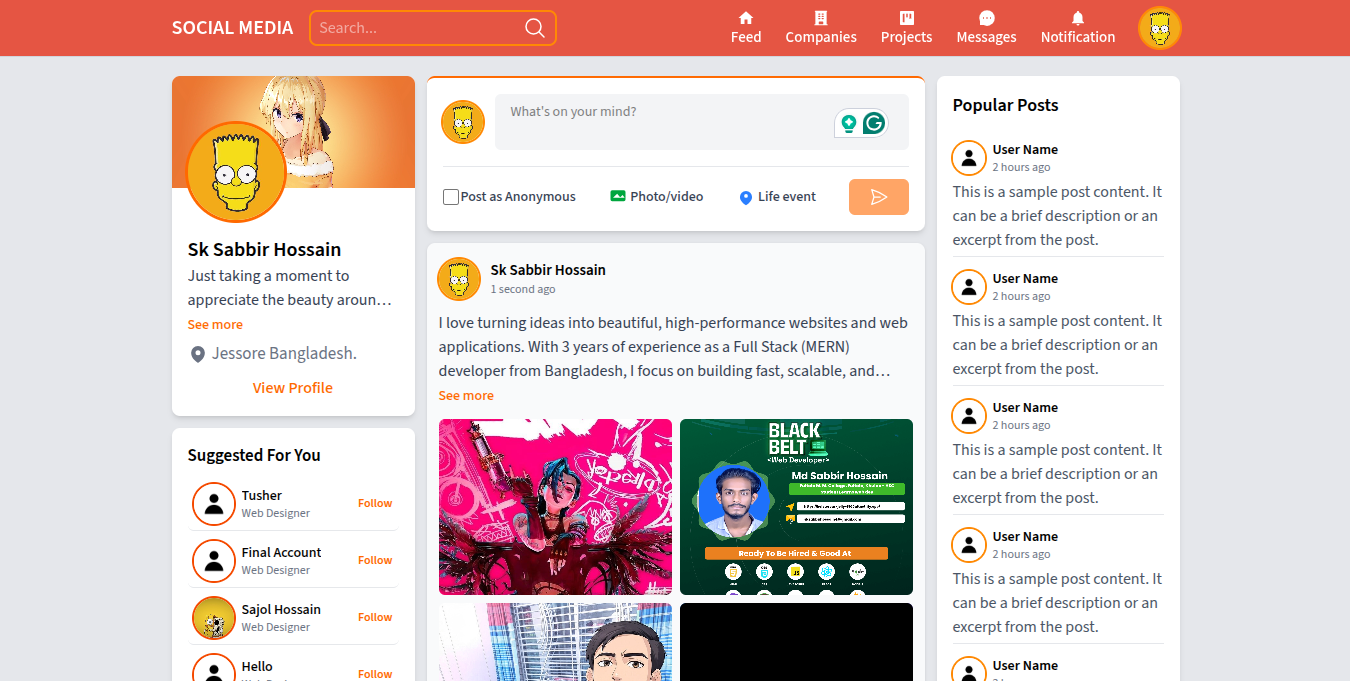 SOCIAL MEDIA
Search...
Feed
Companies
Projects
Messages
Notification
Sk Sabbir Hossain
Just taking a moment to
appreciate the beauty aroun…
See more
Jessore Bangladesh.
View Profile
Suggested For You
Tusher
Web Designer
Follow
Final Account
Web Designer
Follow
Sajol Hossain
Web Designer
Follow
Hello
Follow
What's on your mind?
Post as Anonymous
Photo/video
Life event
Sk Sabbir Hossain
1 second ago
I love turning ideas into beautiful, high-performance websites and web
applications. With 3 years of experience as a Full Stack (MERN)
developer from Bangladesh, I focus on building fast, scalable, and…
See more
BLACK
BELT
<Web Developer>
Md Sabbir Hossain
Ready To Be Hired & Good At
Popular Posts
User Name
2 hours ago
This is a sample post content. It
can be a brief description or an
excerpt from the post.
User Name
2 hours ago
This is a sample post content. It
can be a brief description or an
excerpt from the post.
User Name
2 hours ago
This is a sample post content. It
can be a brief description or an
excerpt from the post.
User Name
2 hours ago
This is a sample post content. It
can be a brief description or an
excerpt from the post.
User Name